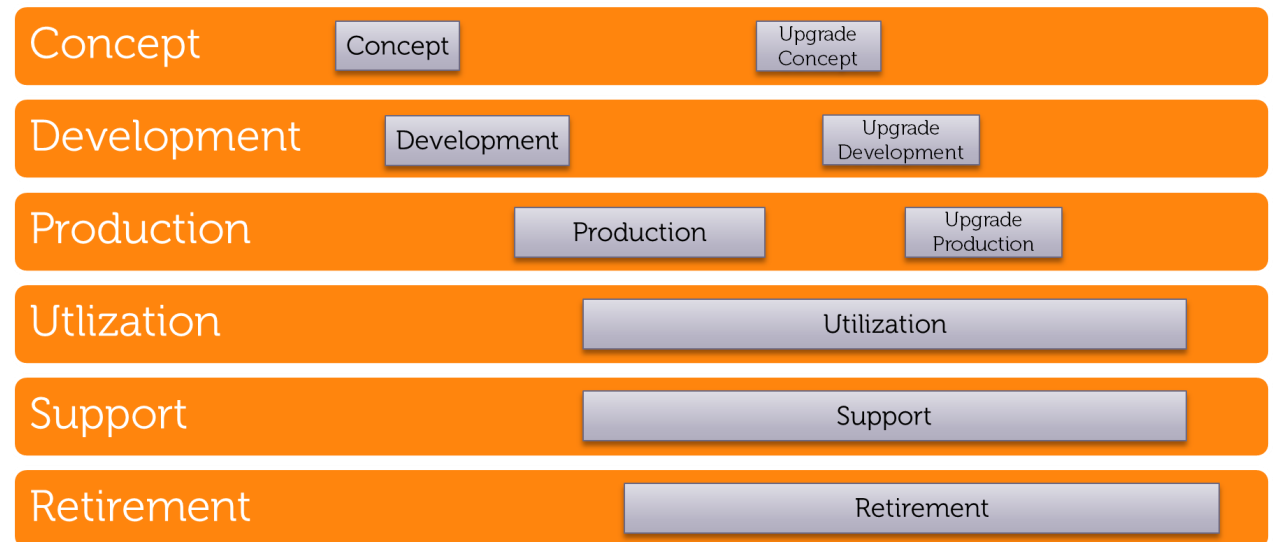 Concept
Concept
Upgrade
Concept
Development
Development
Upgrade
Development
Production
Production
Upgrade
Production
Utlization
Utilization
Support
Support
Retirement
Retirement